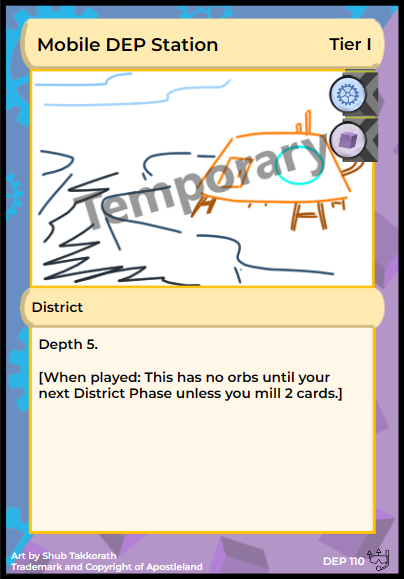 Mobile DEP Station
Tier I
Temporary
District
Depth 5.
[When played: This has no orbs until your
next District Phase unless you mill 2 cards.]
Art by Shub Takkorath
Trademark and Copyright of Apostleland
DEP 110